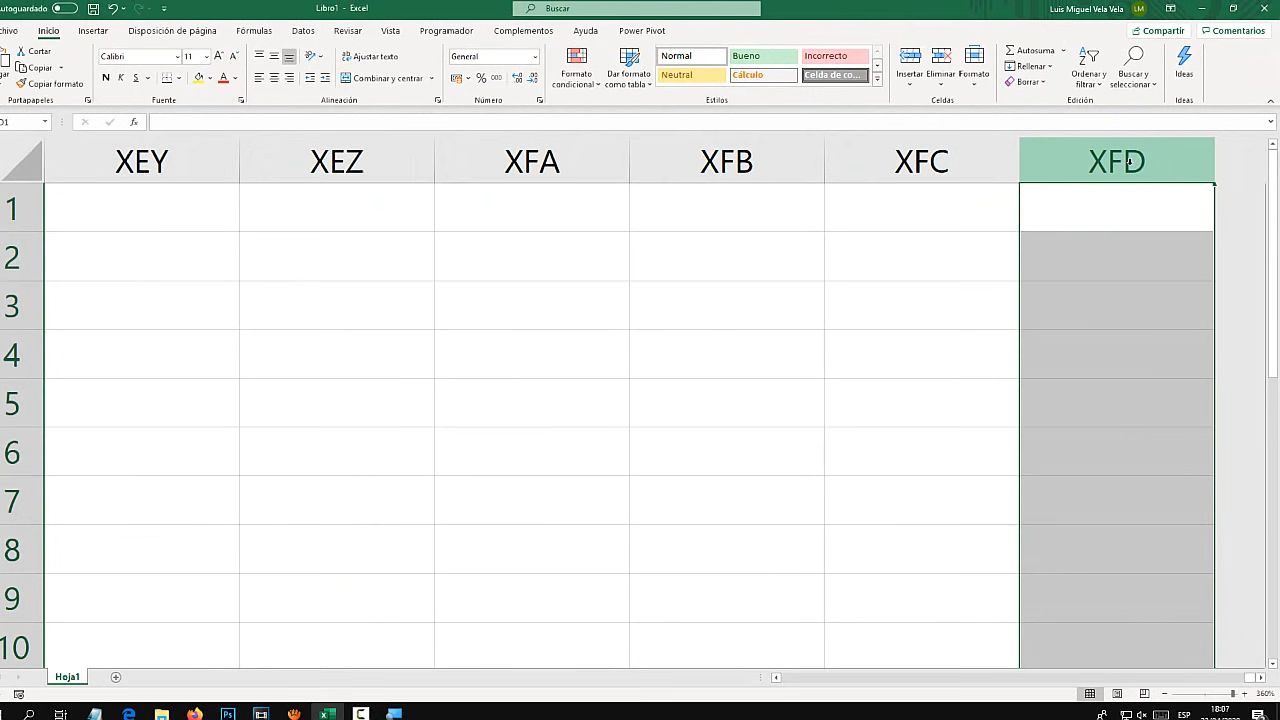 Autoguardado
Libro1 - Excel
Buscar
Luis Miguel Vela Vela
LM
Inicio
Insertar
Disposición de página
Fórmulas
Datos
Revisar
Vista
Programador
Complementos
Ayuda
Power Pivot
Compartir
Comentarios
Cortar
Copiar
Copiar formato
Portapapeles
Calibri
11
N K S
Fuente
Ajustar texto
Combinar y centrar
Alineación
General
% 000
Número
Formato condicional
Dar formato como tabla
Normal
Bueno
Incorrecto
Neutral
Cálculo
Celda de co...
Estilos
Insertar
Eliminar
Formato
Celdas
Autosuma
Rellenar
Borrar
Ordenar y filtrar
Buscar y seleccionar
Edición
Ideas
Ideas
fx
XEY XEZ XFA XFB XFC XFD
1
2
3
4
5
6
7
8
9
10
Hoja1
360%
ESP
18:07